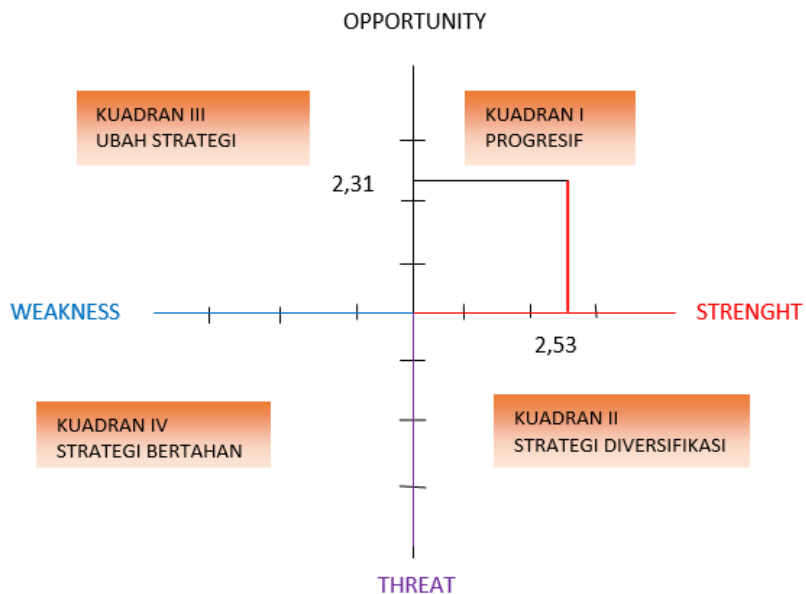 OPPORTUNITY
KUADRAN III
UBAH STRATEGI
KUADRAN I
PROGRESIF
2,31
WEAKNESS
STRENGHT
2,53
KUADRAN IV
STRATEGI BERTAHAN
KUADRAN II
STRATEGI DIVERSIFIKASI
THREAT